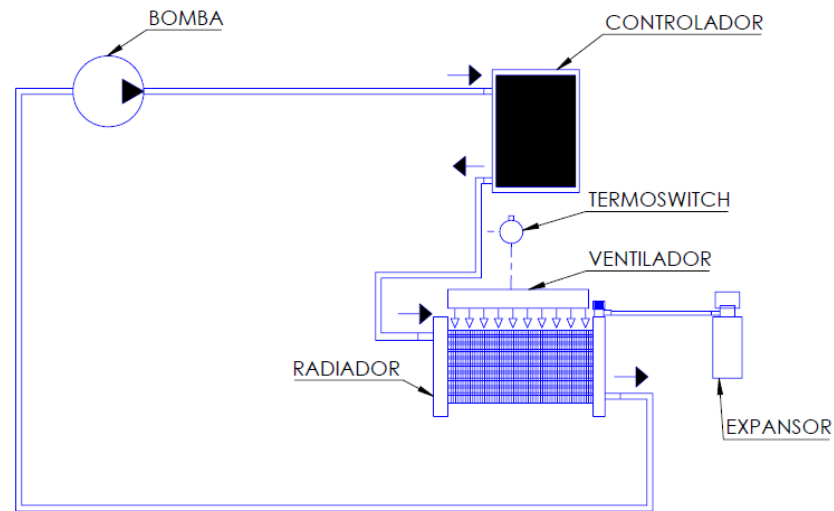 BOMBA
CONTROLADOR
TERMOSWITCH
VENTILADOR
RADIADOR
EXPANSOR